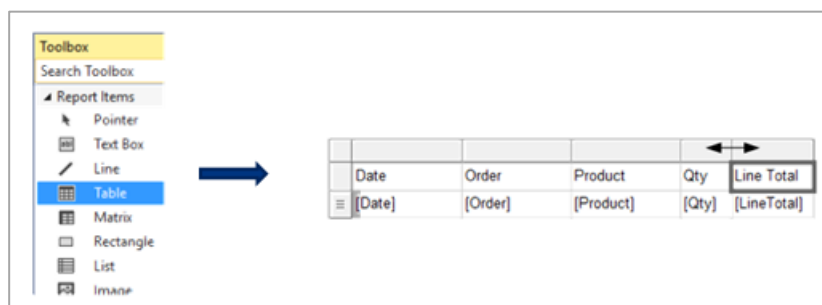 Toolbox
Search Toolbox
Report Items
Pointer
Text Box
Line
Table
Matrix
Rectangle
List
Image
Date Order Product Qty Line Total
[Date] [Order] [Product] [Qty] [LineTotal]